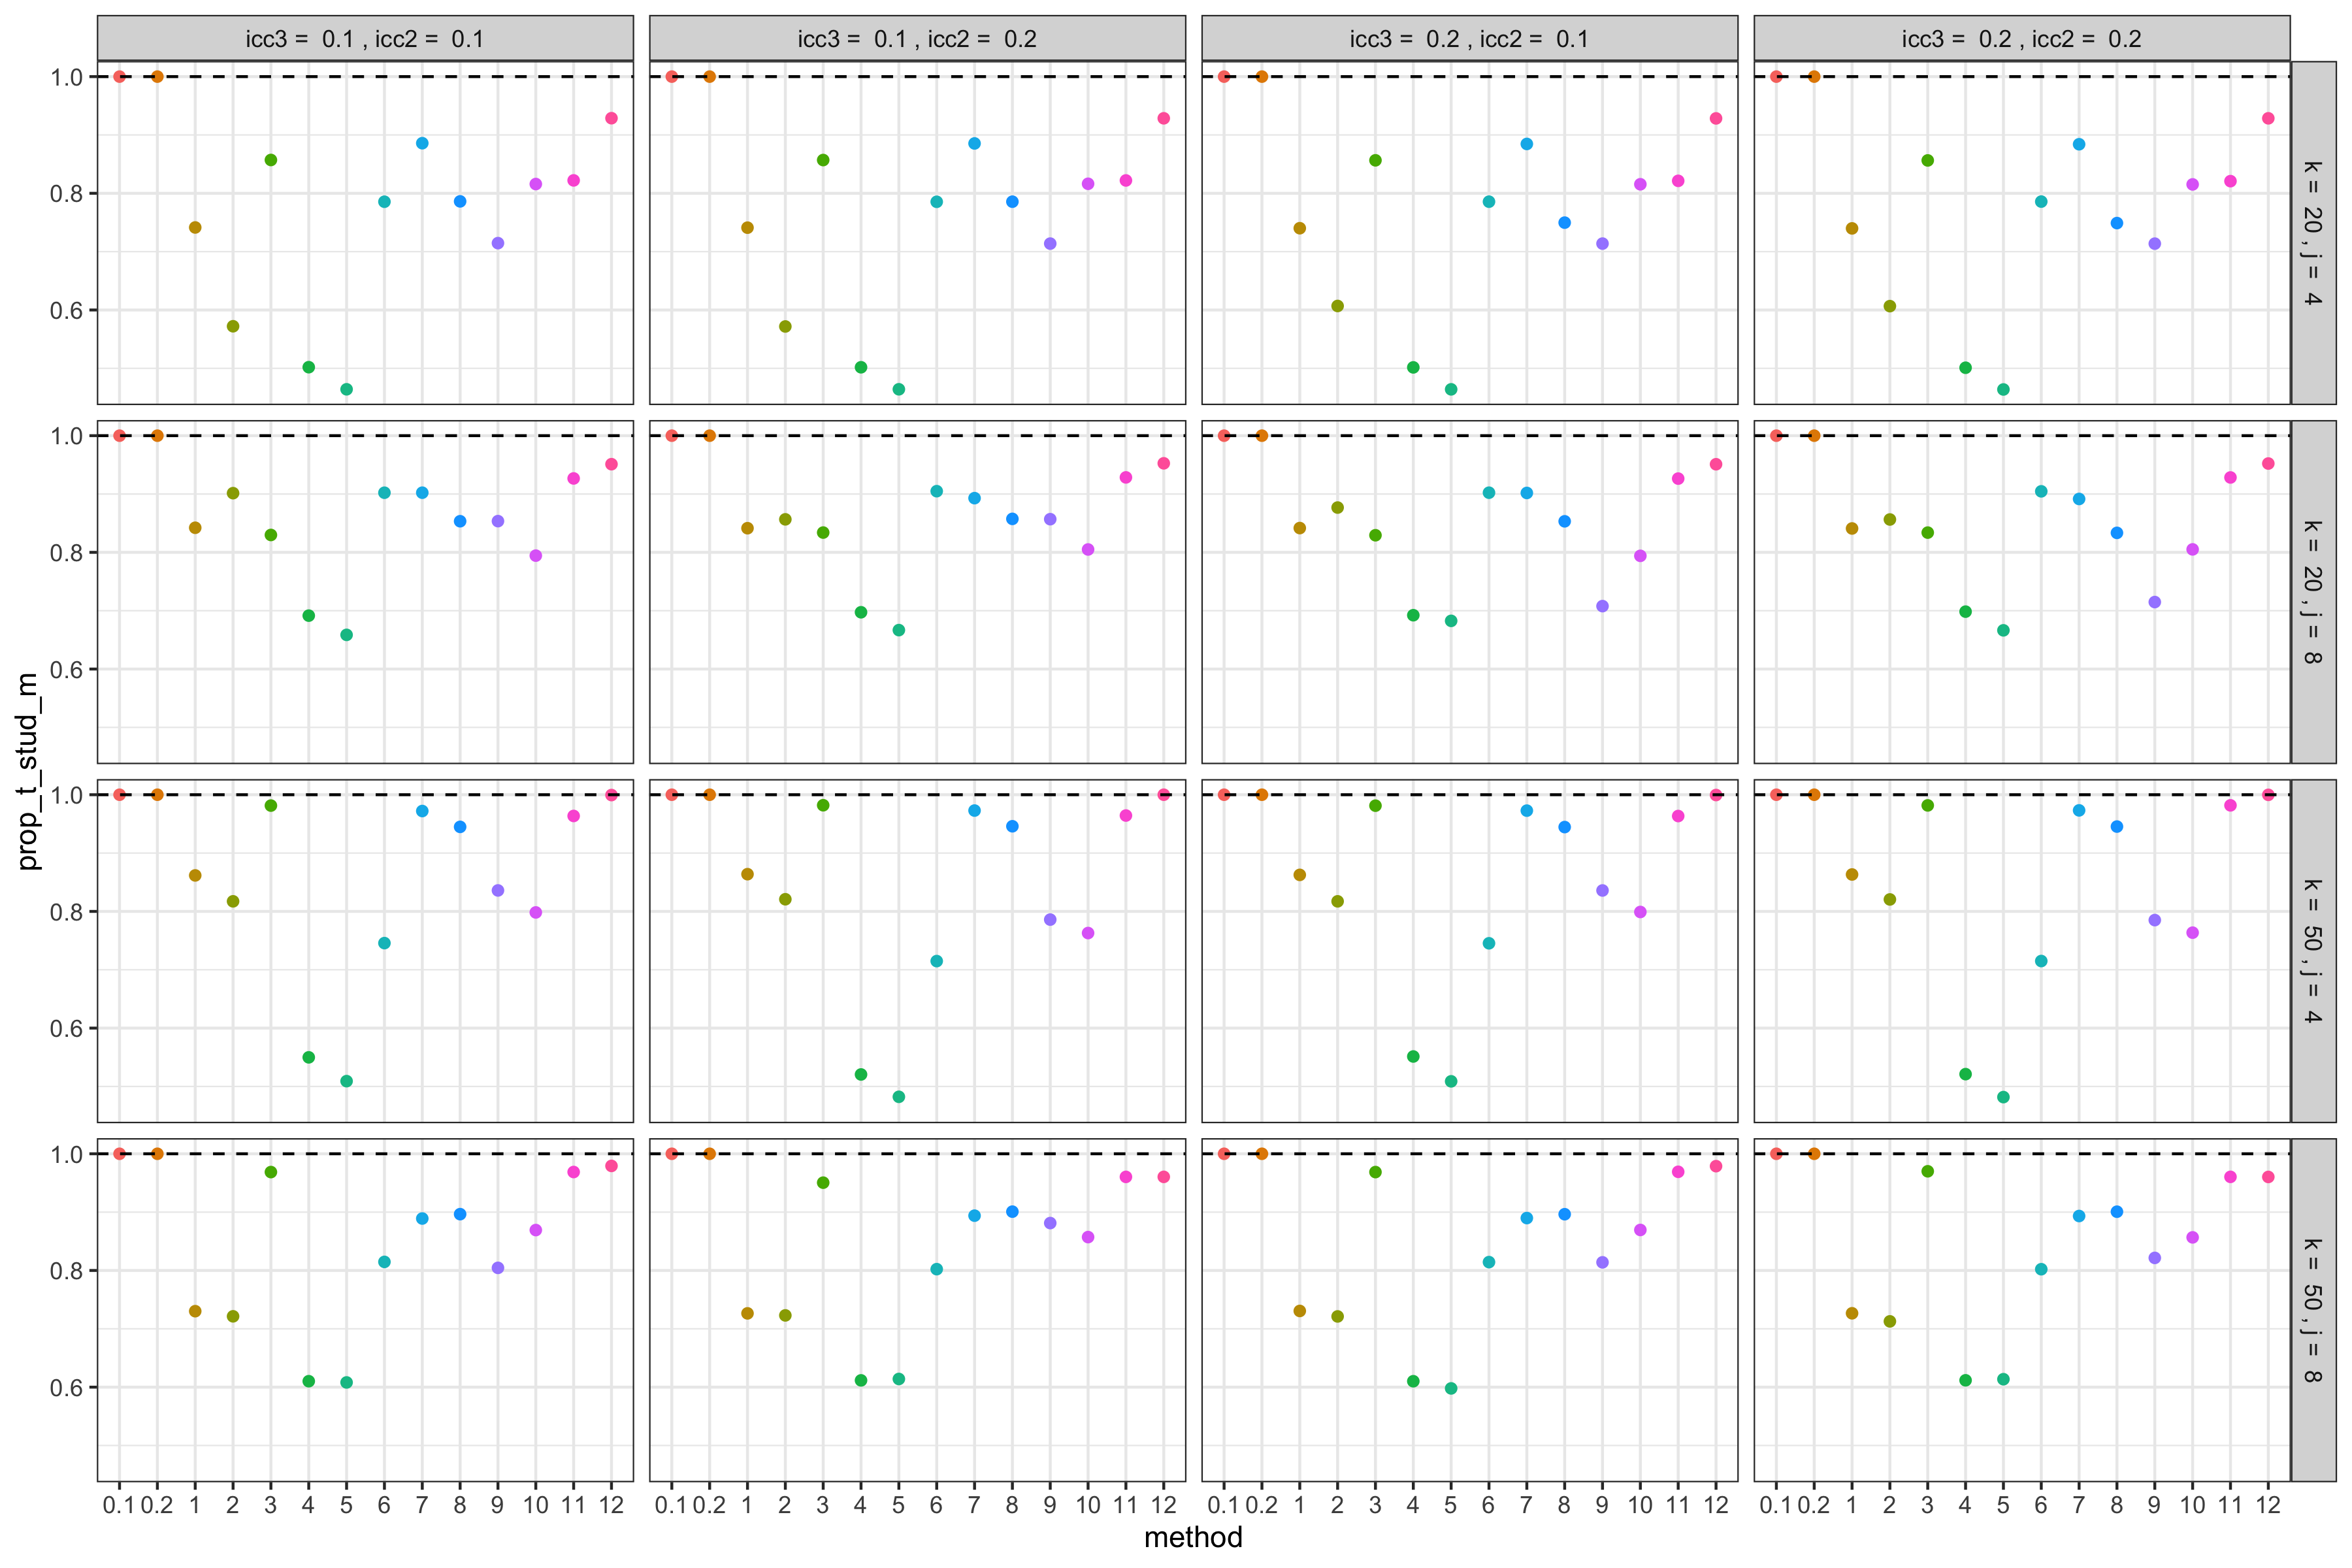 icc3 =  0.1 , icc2 =  0.1
icc3 =  0.1 , icc2 =  0.2
icc3 =  0.2 , icc2 =  0.1
icc3 =  0.2 , icc2 =  0.2
1.0
0.8
0.6
k =  20 , j =  4
1.0
0.8
0.6
k =  20 , j =  8
prop_t_stud_m
1.0
0.8
0.6
k =  50 , j =  4
1.0
0.8
0.6
k =  50 , j =  8
0.1 0.2 1 2 3 4 5 6 7 8 9 10 11 12
0.1 0.2 1 2 3 4 5 6 7 8 9 10 11 12
0.1 0.2 1 2 3 4 5 6 7 8 9 10 11 12
0.1 0.2 1 2 3 4 5 6 7 8 9 10 11 12
method